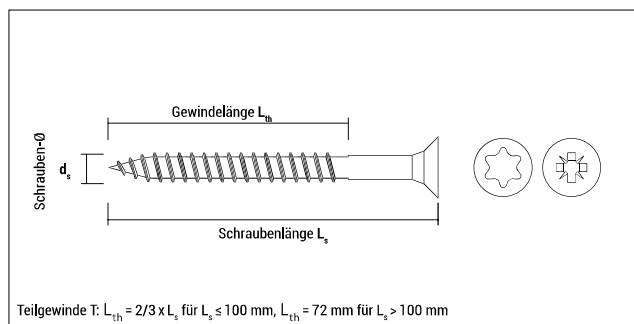 Gewindelänge Lth
Schrauben-Ø
ds
Schraubenlänge Ls
Teilgewinde T: Lth = 2/3 x Ls für Ls ≤ 100 mm, Lth = 72 mm für Ls > 100 mm